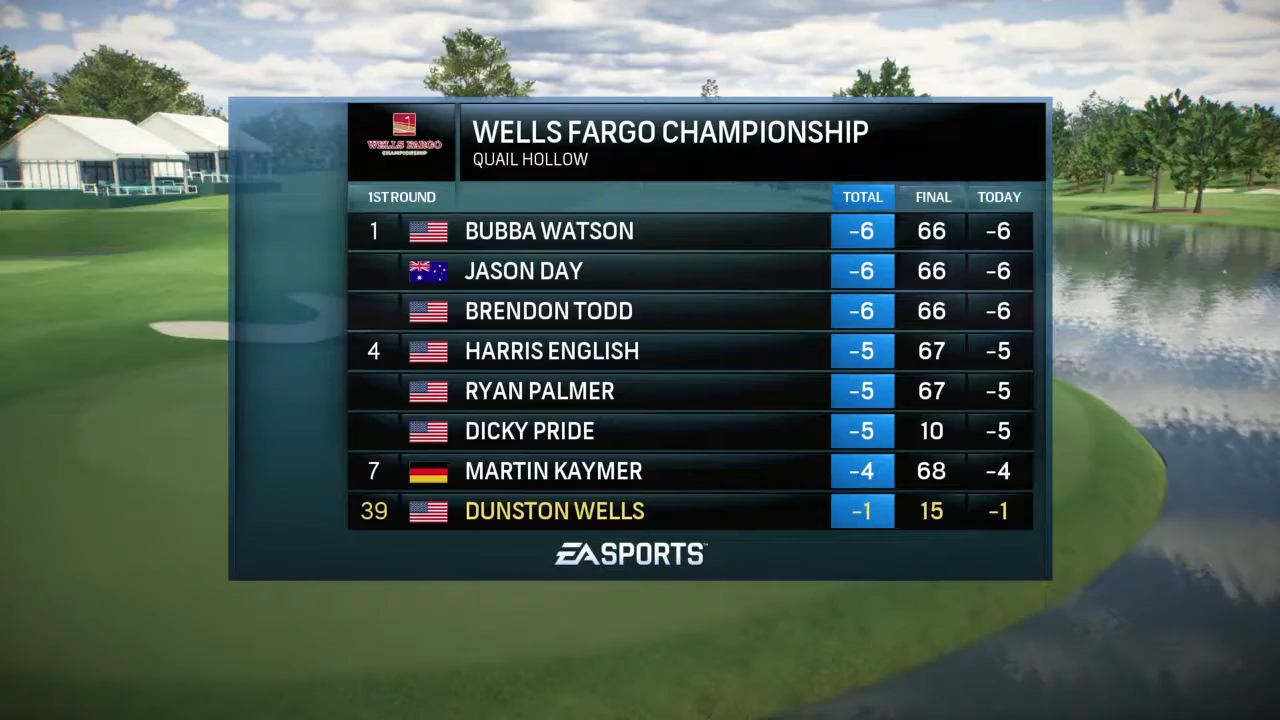 WELLS FARGO
CHAMPIONSHIP
WELLS FARGO CHAMPIONSHIP
QUAIL HOLLOW
1ST ROUND TOTAL FINAL TODAY
1 BUBBA WATSON -6 66 -6
JASON DAY -6 66 -6
BRENDON TODD -6 66 -6
4 HARRIS ENGLISH -5 67 -5
RYAN PALMER -5 67 -5
DICKY PRIDE -5 10 -5
7 MARTIN KAYMER -4 68 -4
39 DUNSTON WELLS -1 15 -1
EA SPORTS™